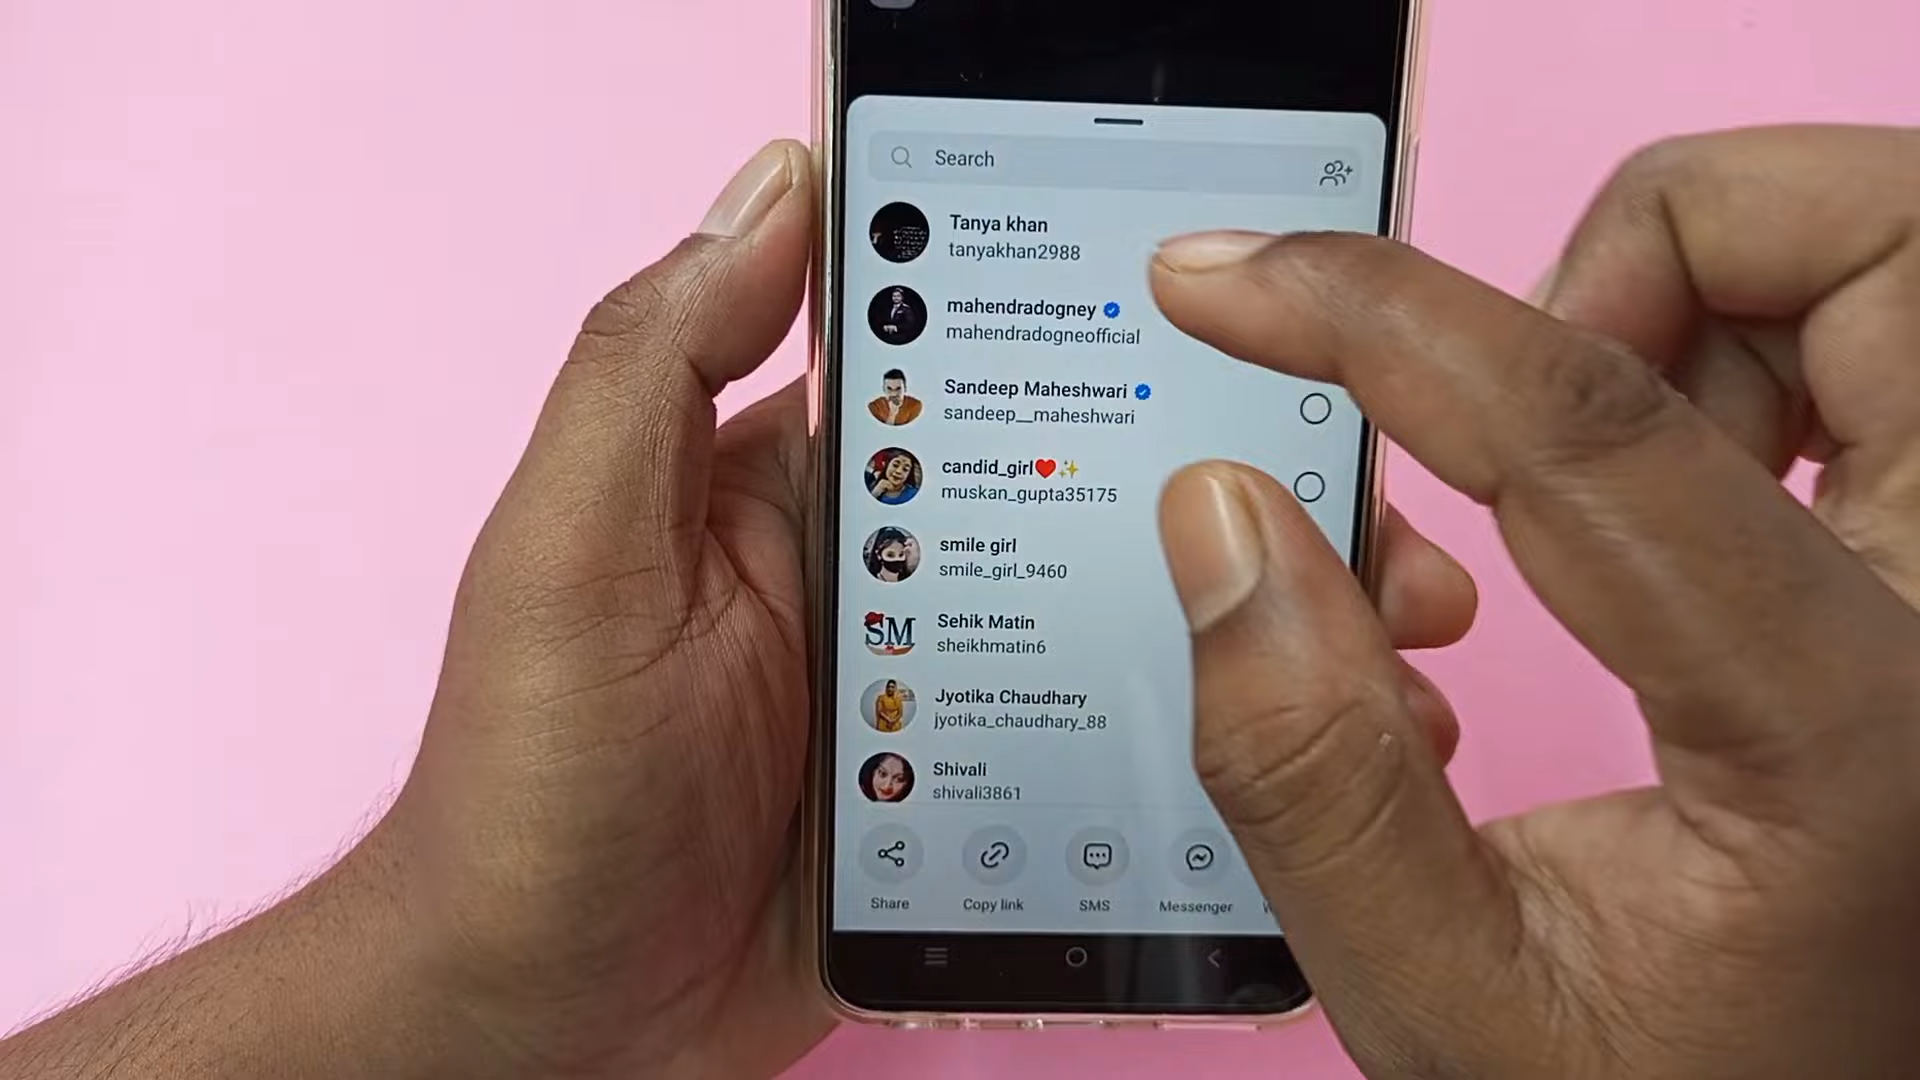 Search
Tanya khan
tanyakhan2988
mahendradogney
mahendradogneofficial
Sandeep Maheshwari
sandeep__maheshwari
candid_girl❤️✨
muskan_gupta35175
smile girl
smile_girl_9460
SM
Sehik Matin
sheikhmatin6
Jyotika Chaudhary
jyotika_chaudhary_88
Shivali
shivali3861
Share
Copy link
SMS
Messenger